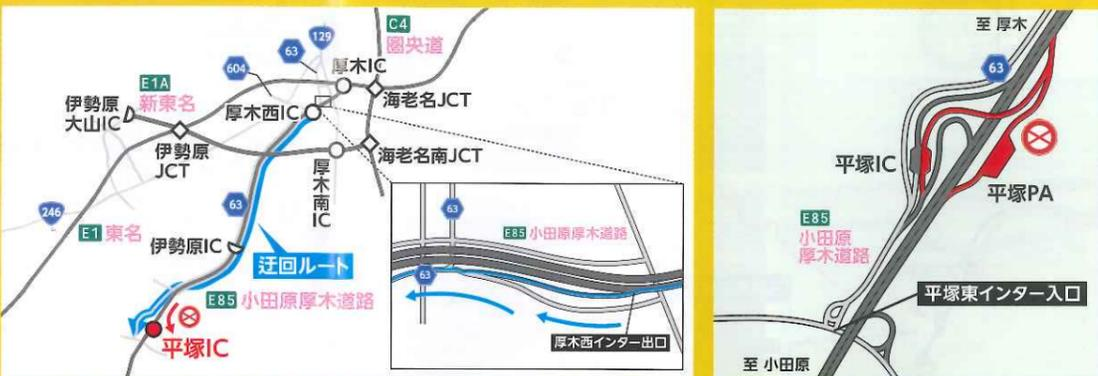 C4
圏央道
129
63
604
厚木IC
E1A
新東名
海老名JCT
伊勢原
大山IC
厚木西IC
伊勢原
JCT
海老名南JCT
厚木南IC
246
63
E1 東名
伊勢原IC
迂回ルート
E85 小田原厚木道路
平塚IC
63
E85 小田原厚木道路
63
厚木西インター出口
至 厚木
63
平塚IC
平塚PA
E85
小田原
厚木道路
平塚東インター入口
至 小田原